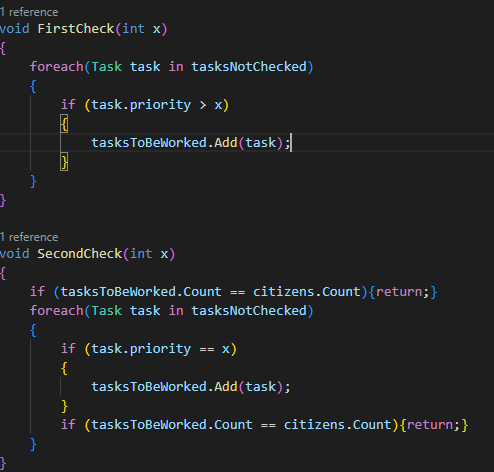 1 reference
void FirstCheck(int x)
{
    foreach(Task task in tasksNotChecked)
    {
        if (task.priority > x)
        {
            tasksToBeWorked.Add(task);
        }
    }
}
1 reference
void SecondCheck(int x)
{
    if (tasksToBeWorked.Count == citizens.Count){return;}
    foreach(Task task in tasksNotChecked)
    {
        if (task.priority == x)
        {
            tasksToBeWorked.Add(task);
        }
        if (tasksToBeWorked.Count == citizens.Count){return;}
    }
}